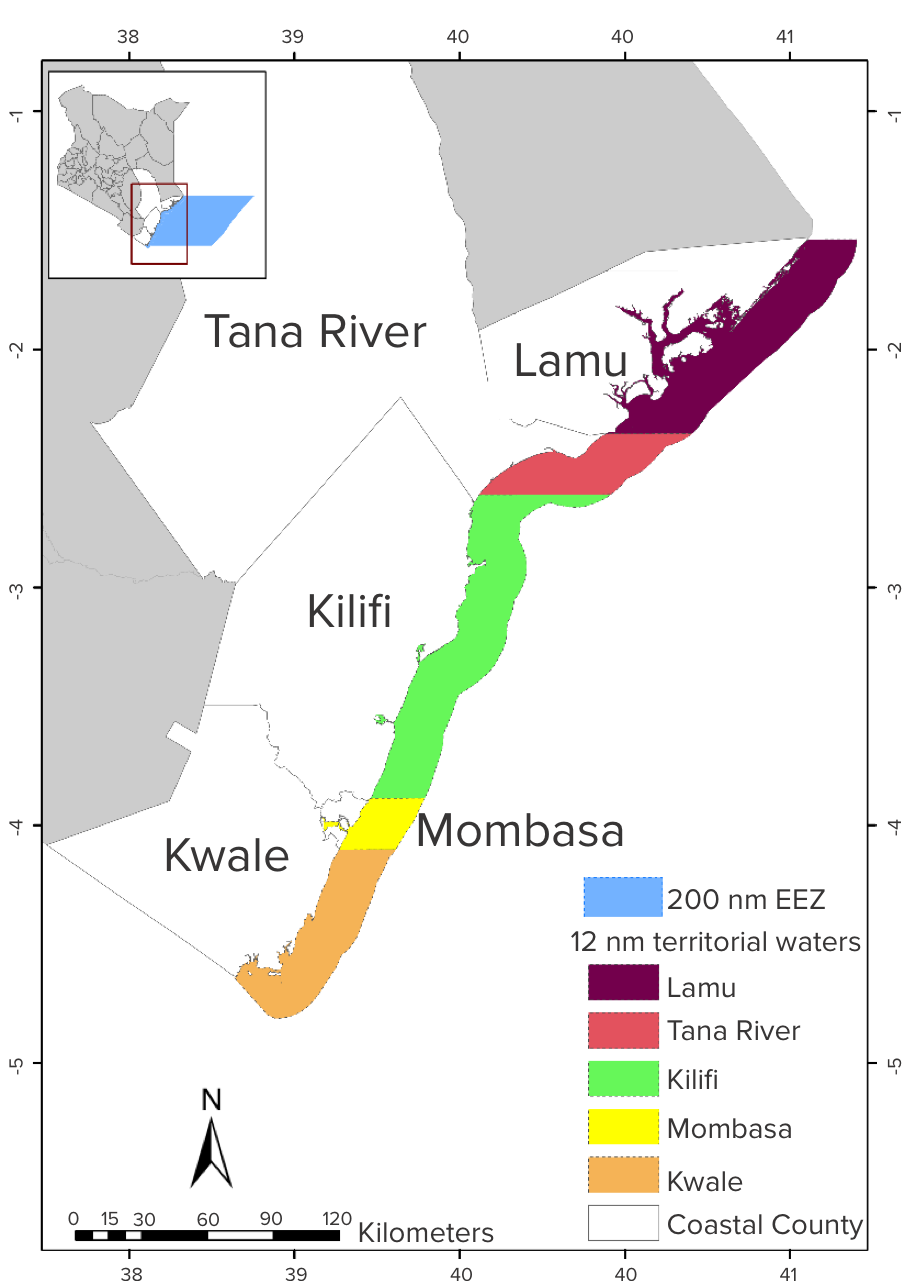 38 39 40 40 41
-1 -1
Tana River
-2 -2
Lamu
-3 -3
Kilifi
-4 -4
Mombasa
Kwale
200 nm EEZ
12 nm territorial waters
Lamu
Tana River
-5 -5
Kilifi
N
Mombasa
Kwale
0 15 30 60 90 120
Kilometers
Coastal County
38 39 40 40 41